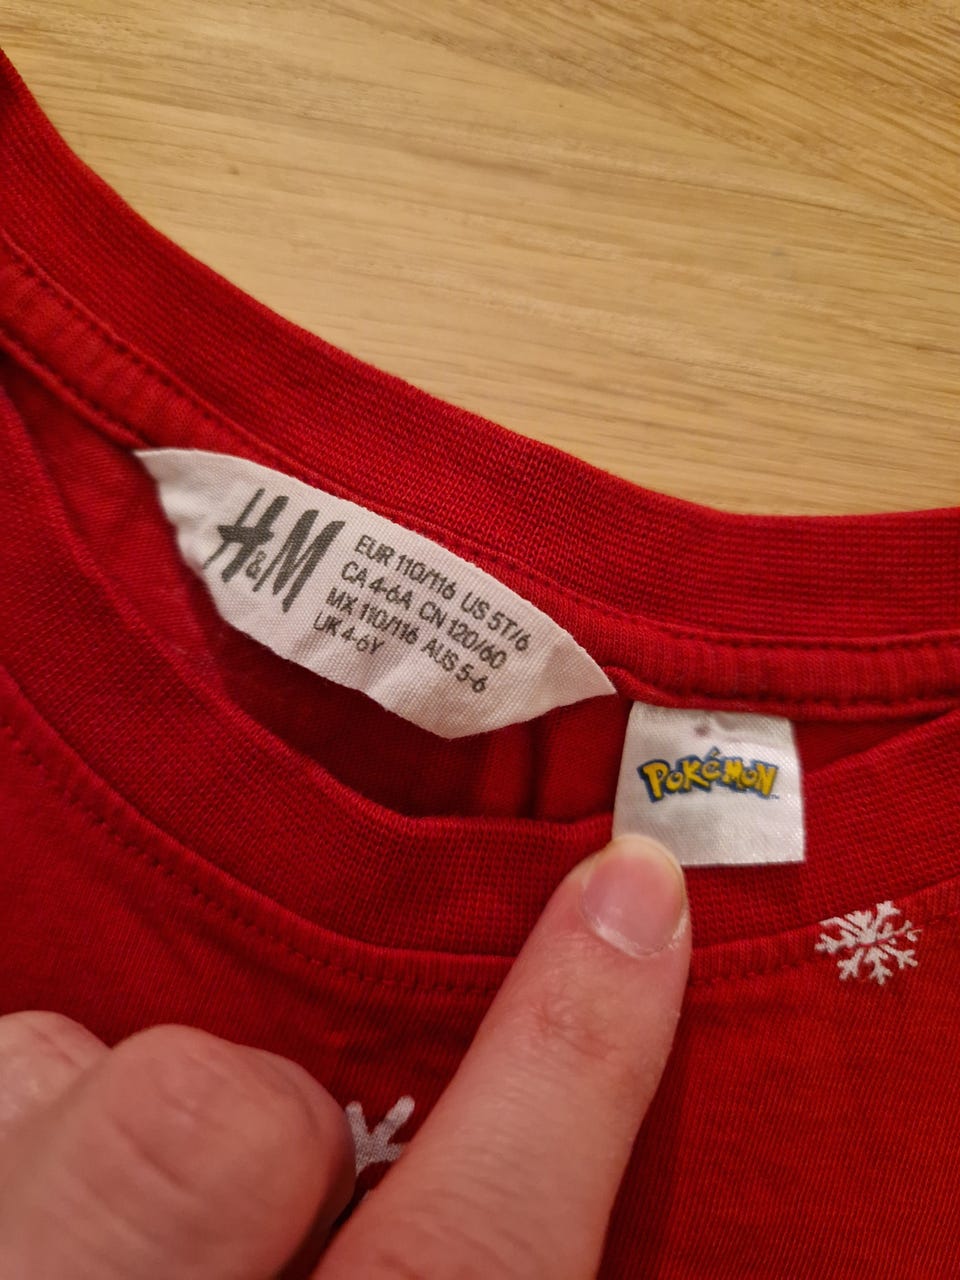 H&M
EUR 110/116 US 5T/6
CA 4-6A CN 120/60
MX 110/116 AUS 5-6
UK 4-6Y
POKéMON™